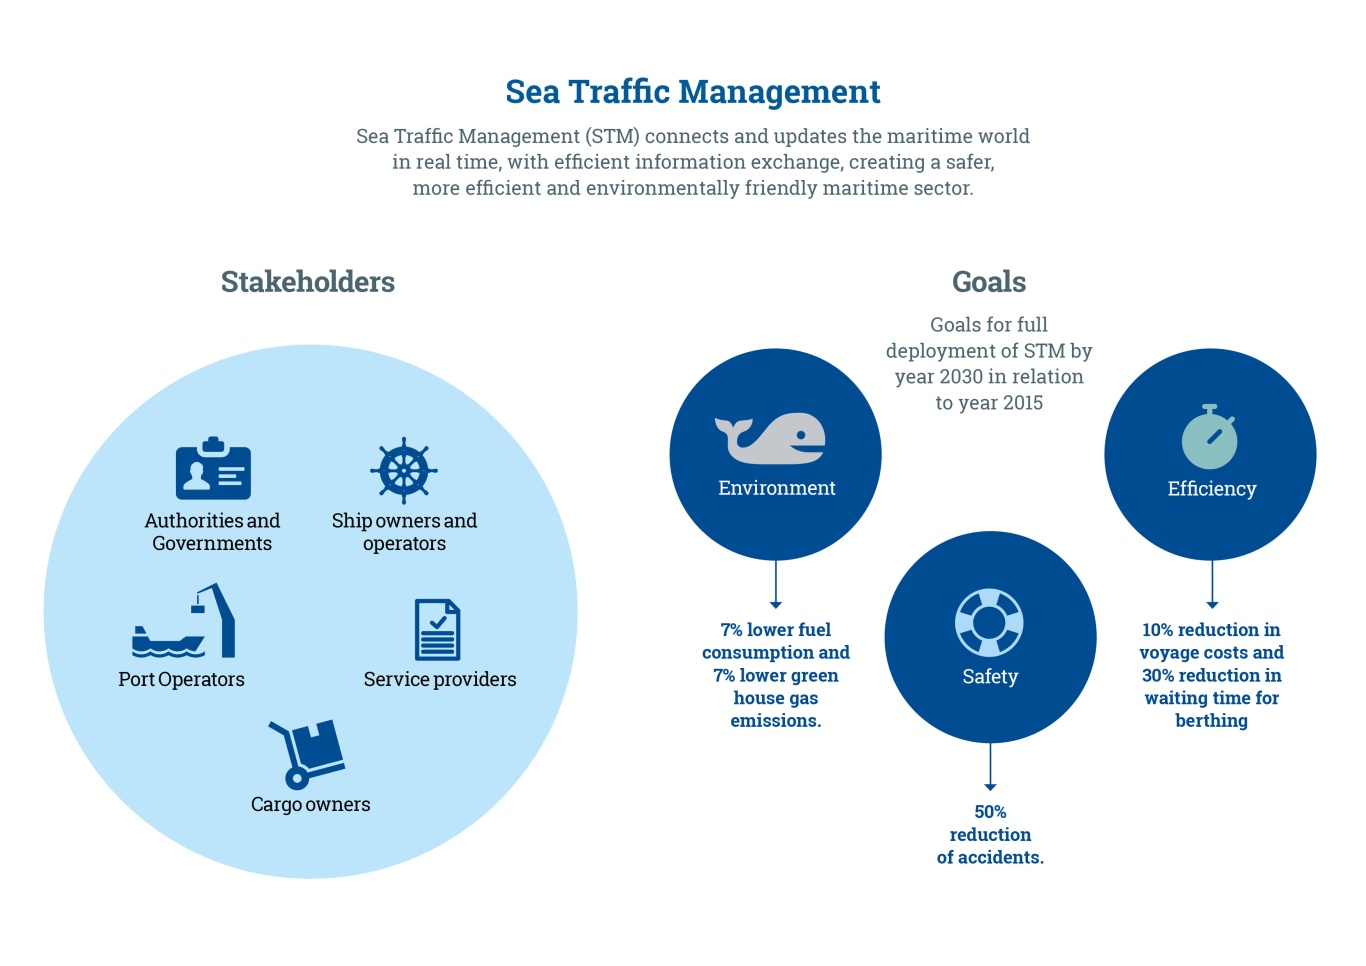 Sea Traffic Management
Sea Traffic Management (STM) connects and updates the maritime world
in real time, with efficient information exchange, creating a safer,
more efficient and environmentally friendly maritime sector.
Stakeholders
Authorities and
Governments
Ship owners and
operators
Port Operators
Service providers
Cargo owners
Goals
Goals for full
deployment of STM by
year 2030 in relation
to year 2015
Environment
7% lower fuel
consumption and
7% lower green
house gas
emissions.
Safety
50%
reduction
of accidents.
Efficiency
10% reduction in
voyage costs and
30% reduction in
waiting time for
berthing